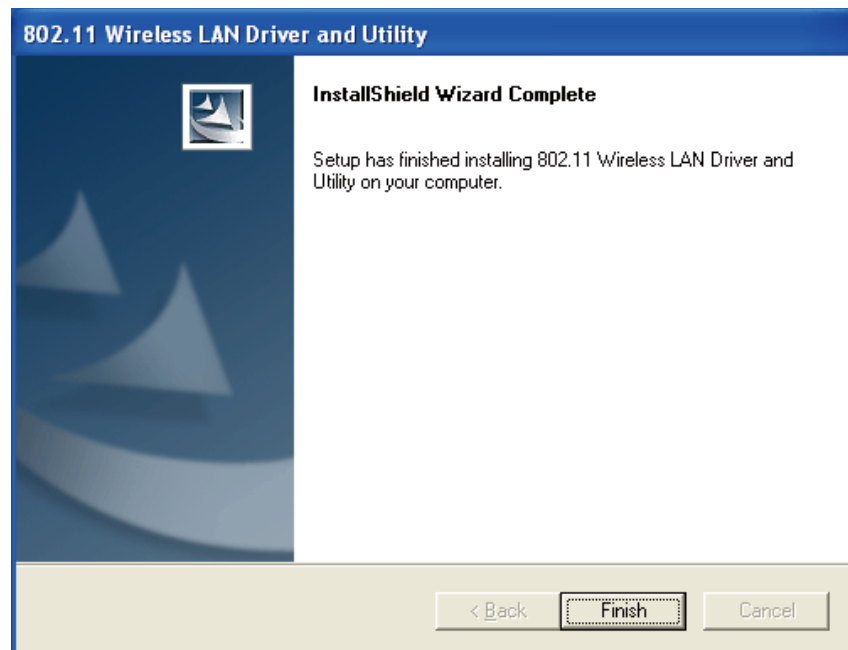 802.11 Wireless LAN Driver and Utility
InstallShield Wizard Complete
Setup has finished installing 802.11 Wireless LAN Driver and
Utility on your computer.
< Back
Finish
Cancel